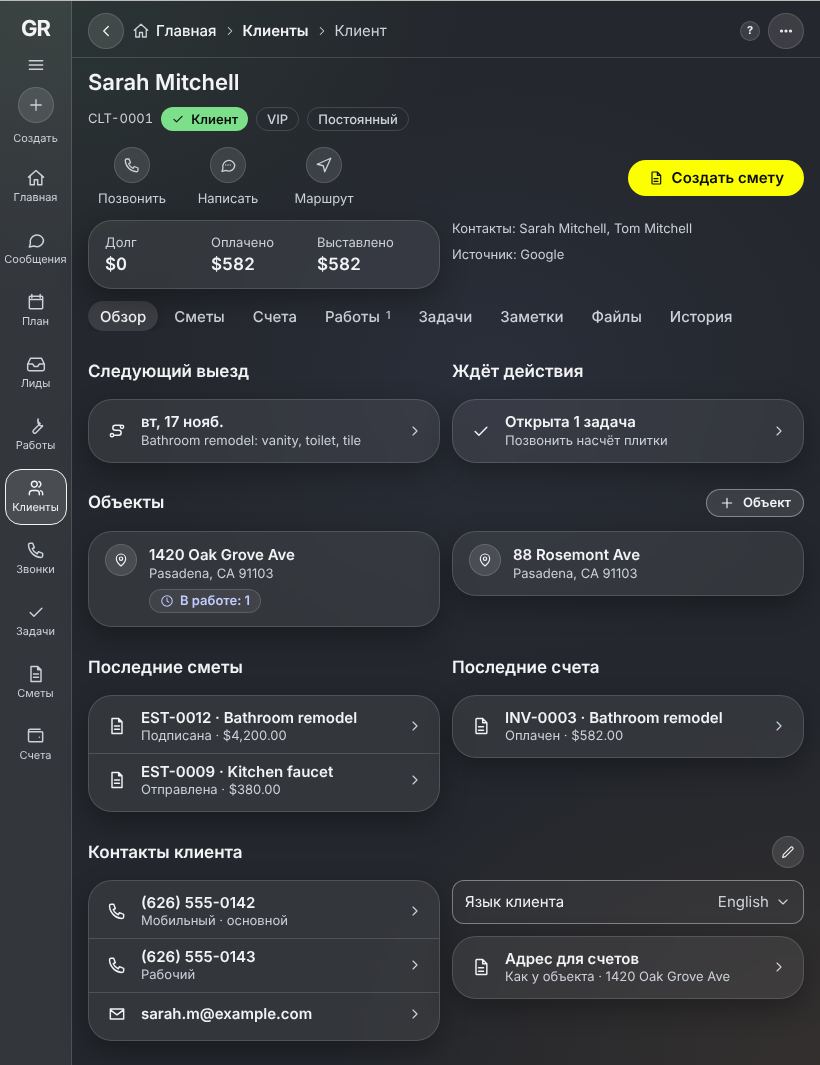 GR
Создать
Главная
Сообщения
План
Лиды
Работы
Клиенты
Звонки
Задачи
Сметы
Счета
Главная > Клиенты > Клиент
?
Sarah Mitchell
CLT-0001 Клиент VIP Постоянный
Позвонить Написать Маршрут
Создать смету
Долг Оплачено Выставлено
$0 $582 $582
Контакты: Sarah Mitchell, Tom Mitchell
Источник: Google
Обзор Сметы Счета Работы 1 Задачи Заметки Файлы История
Следующий выезд
вт, 17 нояб.
Bathroom remodel: vanity, toilet, tile
Ждёт действия
Открыта 1 задача
Позвонить насчёт плитки
Объекты
Объект
1420 Oak Grove Ave
Pasadena, CA 91103
В работе: 1
88 Rosemont Ave
Pasadena, CA 91103
Последние сметы
EST-0012 · Bathroom remodel
Подписана · $4,200.00
EST-0009 · Kitchen faucet
Отправлена · $380.00
Последние счета
INV-0003 · Bathroom remodel
Оплачен · $582.00
Контакты клиента
(626) 555-0142
Мобильный · основной
(626) 555-0143
Рабочий
sarah.m@example.com
Язык клиента English
Адрес для счетов
Как у объекта · 1420 Oak Grove Ave